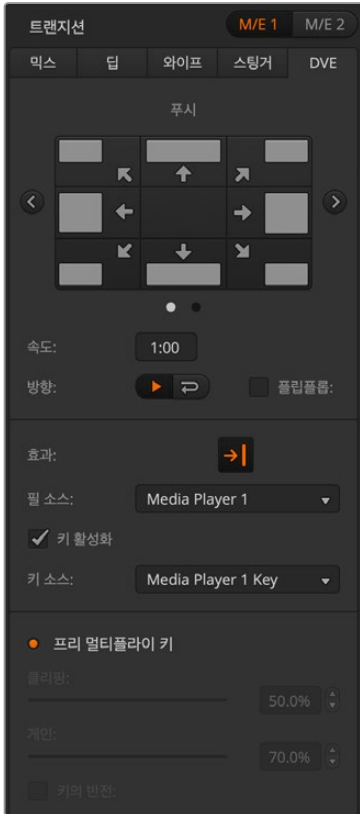 트랜지션 M/E 1 M/E 2
믹스 딥 와이프 스팅거 DVE
푸시
속도: 1:00
방향: 플립플롭:
효과:
필 소스: Media Player 1
키 활성화
키 소스: Media Player 1 Key
프리 멀티플라이 키
클리핑:
50.0%
게인:
70.0%
키의 반전: